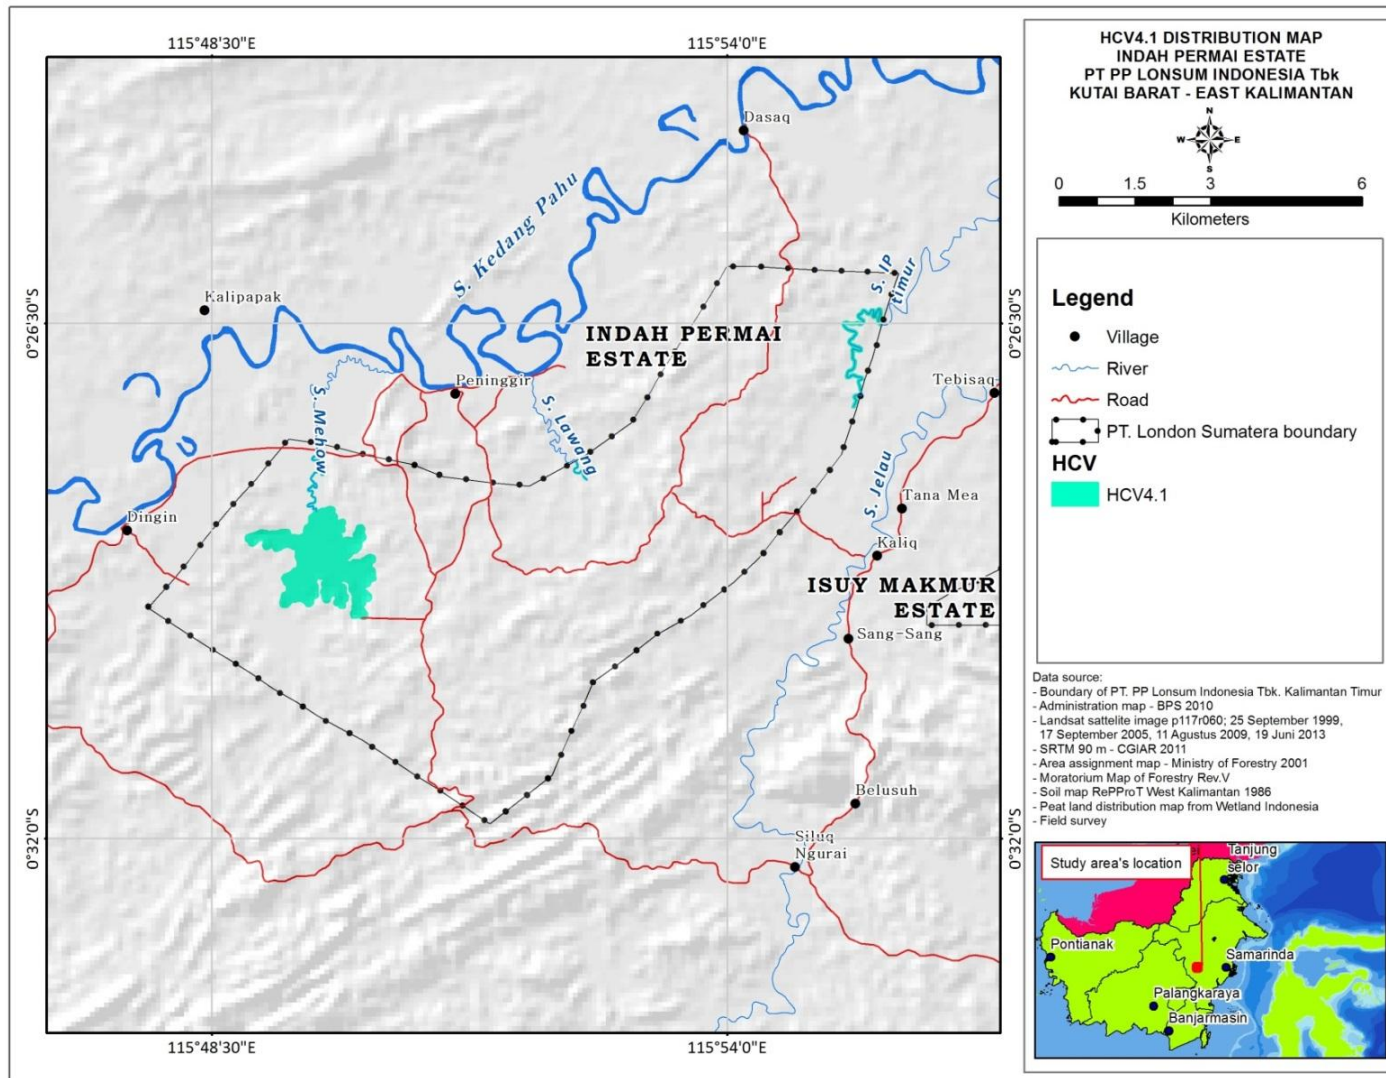 115°48'30"E
115°54'0"E
Dasaq
S. Kedang Pahu
S. IP
timur
Kalipapak
0°26'30"S
0°26'30"S
INDAH PERMAI
ESTATE
Peninggir
Tebisaq
S. Mehow
S. Lawang
S. Jelau
Tana Mea
Dingin
Kaliq
ISUY MAKMUR
ESTATE
Sang-Sang
Belusuh
0°32'0"S
0°32'0"S
Siluq
Ngurai
115°48'30"E
115°54'0"E
HCV4.1 DISTRIBUTION MAP
INDAH PERMAI ESTATE
PT PP LONSUM INDONESIA Tbk
KUTAI BARAT - EAST KALIMANTAN
N
W
E
S
0
1.5
3
6
Kilometers
Legend
Village
River
Road
PT. London Sumatera boundary
HCV
HCV4.1
Data source:
- Boundary of PT. PP Lonsum Indonesia Tbk. Kalimantan Timur
- Administration map - BPS 2010
- Landsat sattelite image p117r060; 25 September 1999,
17 September 2005, 11 Agustus 2009, 19 Juni 2013
- SRTM 90 m - CGIAR 2011
- Area assignment map - Ministry of Forestry 2001
- Moratorium Map of Forestry Rev.V
- Soil map RePProT West Kalimantan 1986
- Peat land distribution map from Wetland Indonesia
- Field survey
Study area's location
Tanjung
selor
Pontianak
Samarinda
Palangkaraya
Banjarmasin